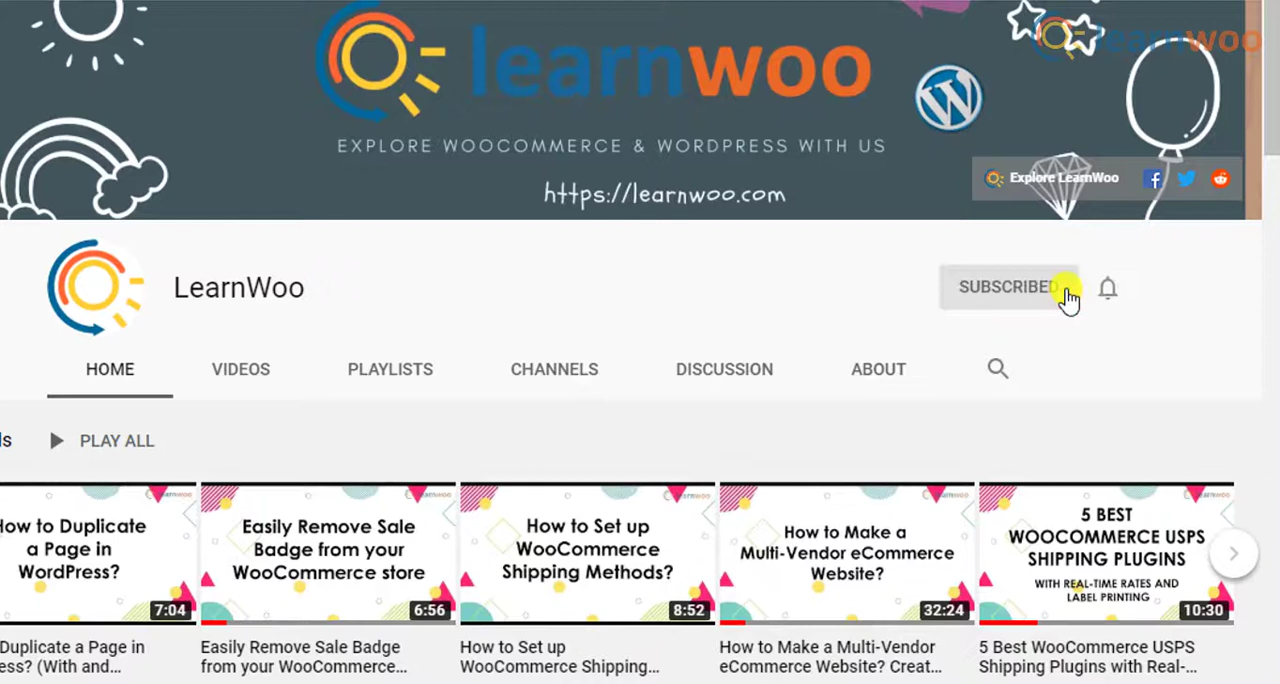 learnwoo
learnwoo
EXPLORE WOOCOMMERCE & WORDPRESS WITH US
Explore LearnWoo
https://learnwoo.com
LearnWoo
SUBSCRIBED
HOME VIDEOS PLAYLISTS CHANNELS DISCUSSION ABOUT
PLAY ALL
How to Duplicate
a Page in
WordPress?
7:04
Easily Remove Sale
Badge from your
WooCommerce store
6:56
How to Set up
WooCommerce
Shipping Methods?
8:52
How to Make a
Multi-Vendor eCommerce
Website?
32:24
5 BEST
WOOCOMMERCE USPS
SHIPPING PLUGINS
WITH REAL-TIME RATES AND
LABEL PRINTING
10:30
Duplicate a Page in
ess? (With and...
Easily Remove Sale Badge
from your WooCommerce...
How to Set up
WooCommerce Shipping...
How to Make a Multi-Vendor
eCommerce Website? Creat...
5 Best WooCommerce USPS
Shipping Plugins with Real-...